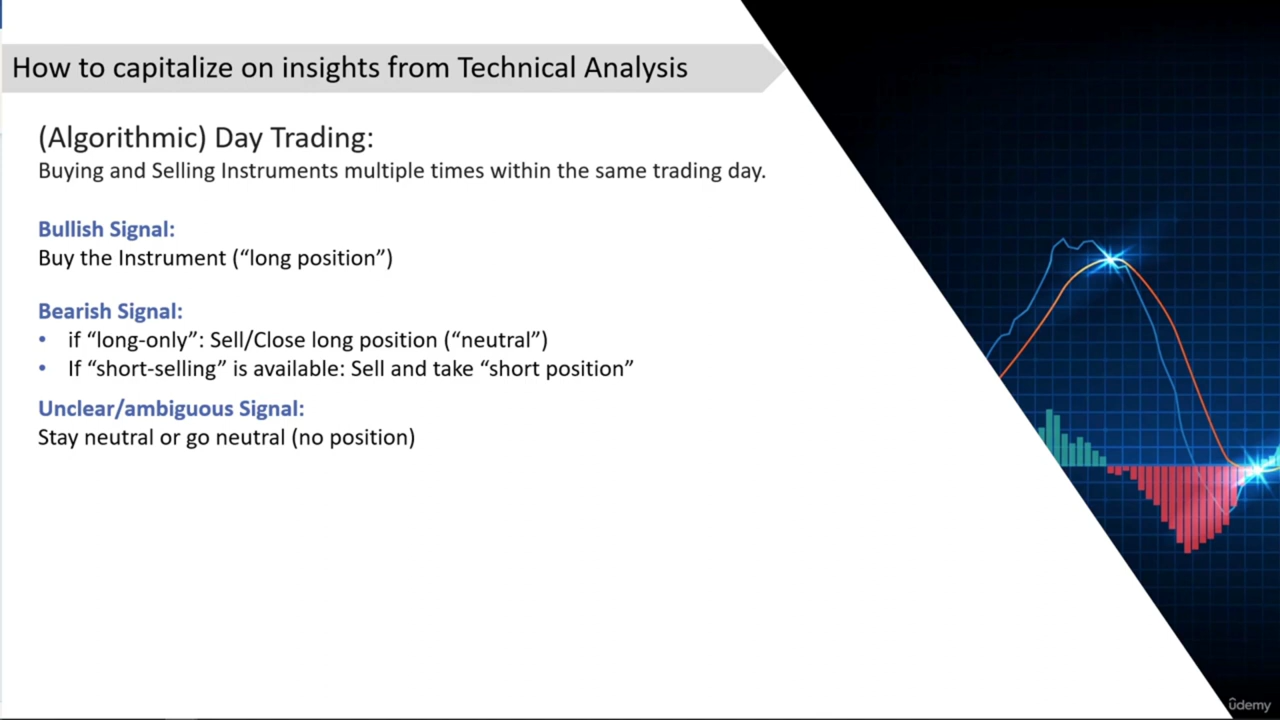 How to capitalize on insights from Technical Analysis
(Algorithmic) Day Trading:
Buying and Selling Instruments multiple times within the same trading day.
Bullish Signal:
Buy the Instrument (“long position”)
Bearish Signal:
• if “long-only”: Sell/Close long position (“neutral”)
• If “short-selling” is available: Sell and take “short position”
Unclear/ambiguous Signal:
Stay neutral or go neutral (no position)
ûdemy